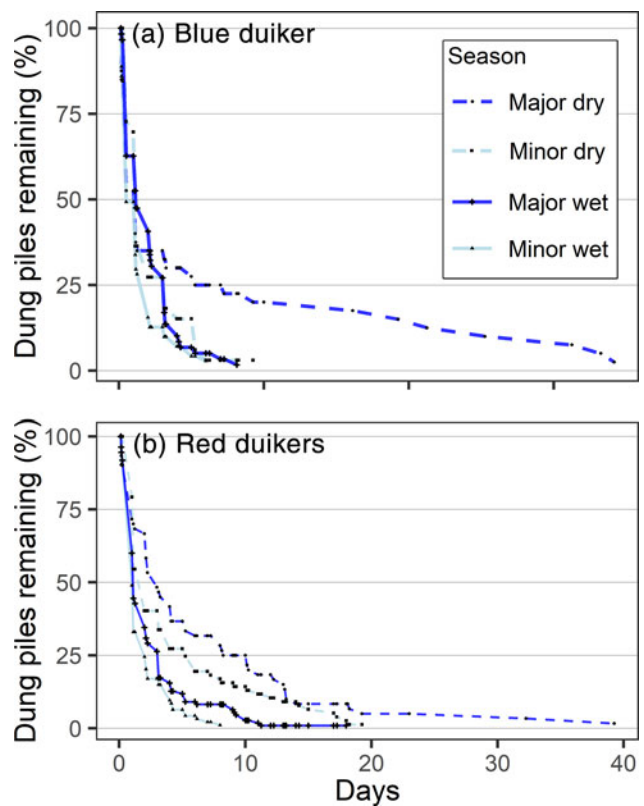 (a) Blue duiker
Dung piles remaining (%)
100
75
50
25
0
Season
Major dry
Minor dry
Major wet
Minor wet
(b) Red duikers
Dung piles remaining (%)
100
75
50
25
0
0
10
20
30
40
Days